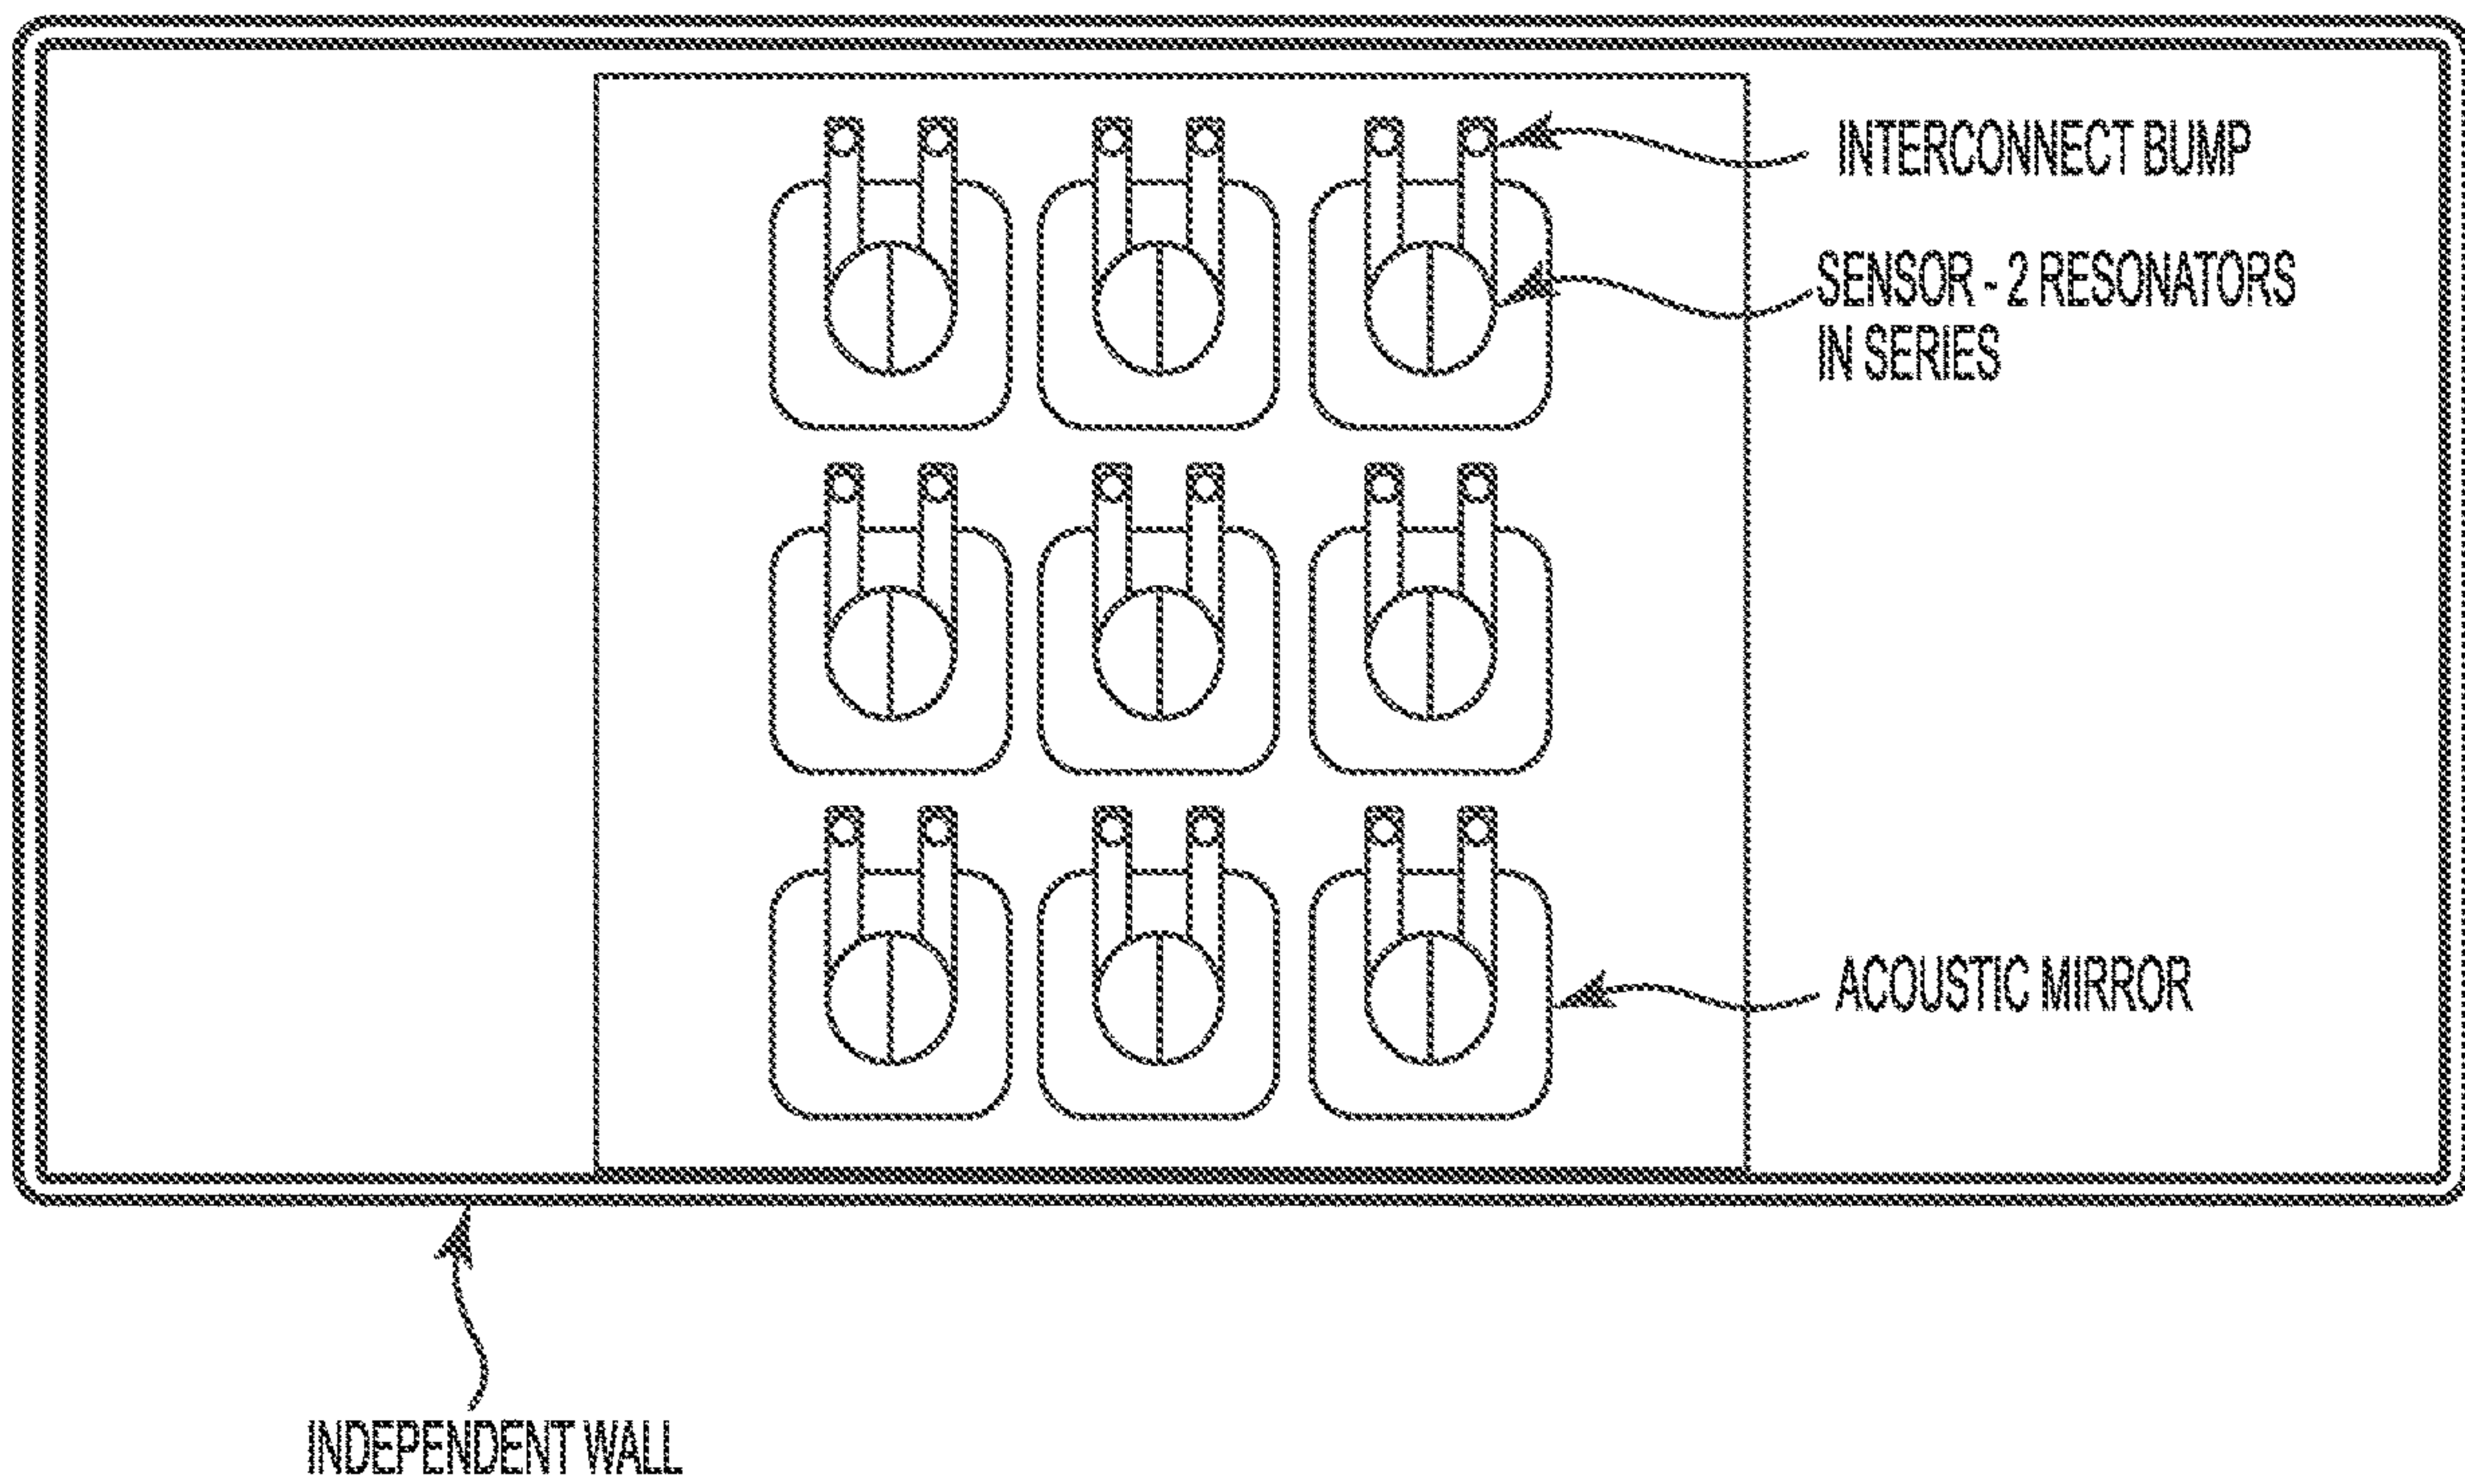 INTERCONNECT BUMP
SENSOR - 2 RESONATORS
IN SERIES
ACOUSTIC MIRROR
INDEPENDENT WALL